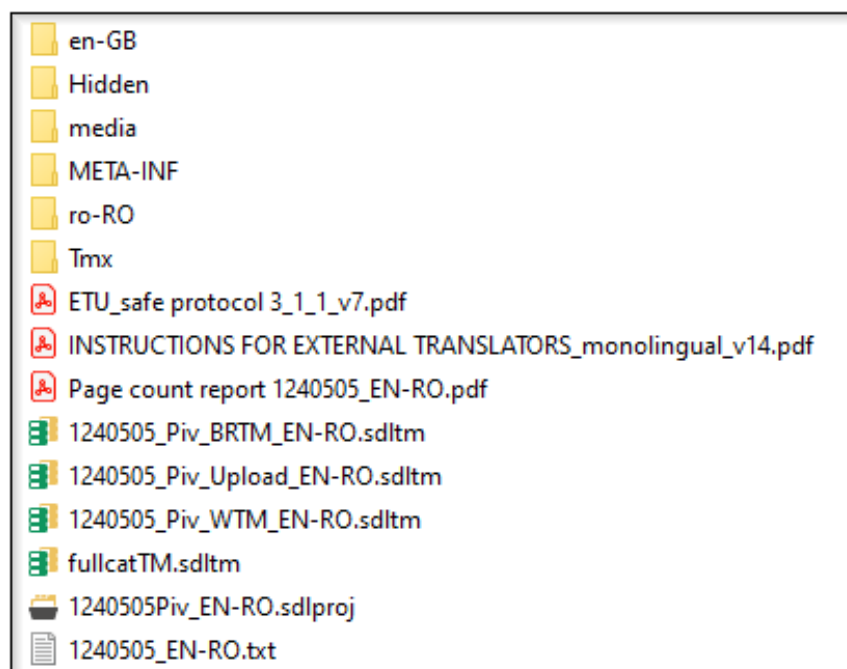 en-GB
Hidden
media
META-INF
ro-RO
Tmx
ETU_safe protocol 3_1_1_v7.pdf
INSTRUCTIONS FOR EXTERNAL TRANSLATORS_monolingual_v14.pdf
Page count report 1240505_EN-RO.pdf
1240505_Piv_BRTM_EN-RO.sdltm
1240505_Piv_Upload_EN-RO.sdltm
1240505_Piv_WTM_EN-RO.sdltm
fullcatTM.sdltm
1240505Piv_EN-RO.sdlproj
1240505_EN-RO.txt